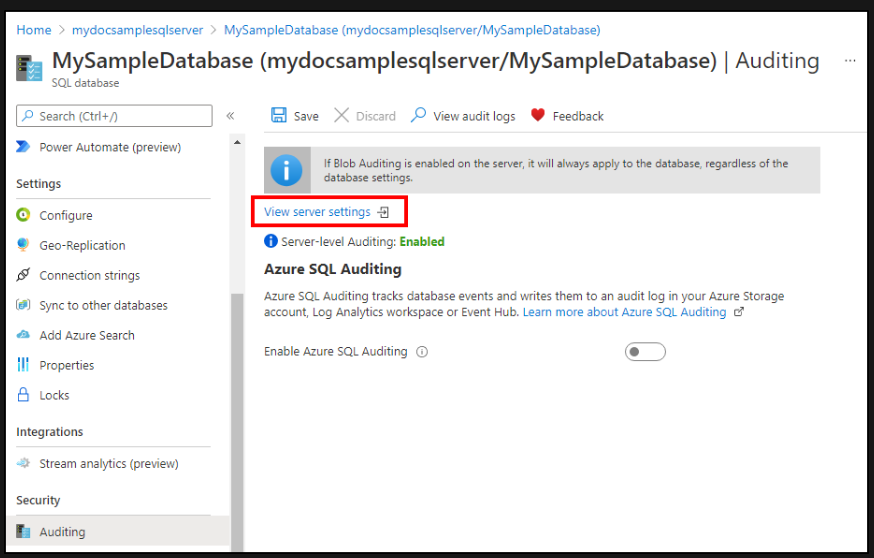 Home > mydocsamplesqlserver > MySampleDatabase (mydocsamplesqlserver/MySampleDatabase)
MySampleDatabase (mydocsamplesqlserver/MySampleDatabase) | Auditing ...
SQL database
Search (Ctrl+/) «
Power Automate (preview)
Settings
Configure
Geo-Replication
Connection strings
Sync to other databases
Add Azure Search
Properties
Locks
Integrations
Stream analytics (preview)
Security
Auditing
Save Discard View audit logs Feedback
If Blob Auditing is enabled on the server, it will always apply to the database, regardless of the
database settings.
View server settings
Server-level Auditing: Enabled
Azure SQL Auditing
Azure SQL Auditing tracks database events and writes them to an audit log in your Azure Storage
account, Log Analytics workspace or Event Hub. Learn more about Azure SQL Auditing
Enable Azure SQL Auditing